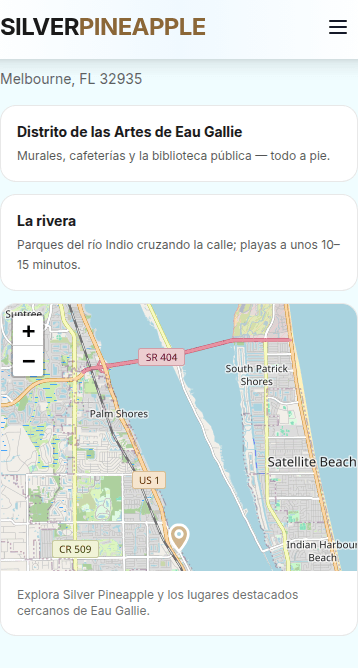 SILVERPINEAPPLE
Melbourne, FL 32935
Distrito de las Artes de Eau Gallie
Murales, cafeterías y la biblioteca pública — todo a pie.
La rivera
Parques del río Indio cruzando la calle; playas a unos 10–
15 minutos.
Suntree
+
−
SR 404
South Patrick
Shores
Palm Shores
Satellite Beach
US 1
CR 509
Indian Harbour
Beach
Explora Silver Pineapple y los lugares destacados
cercanos de Eau Gallie.